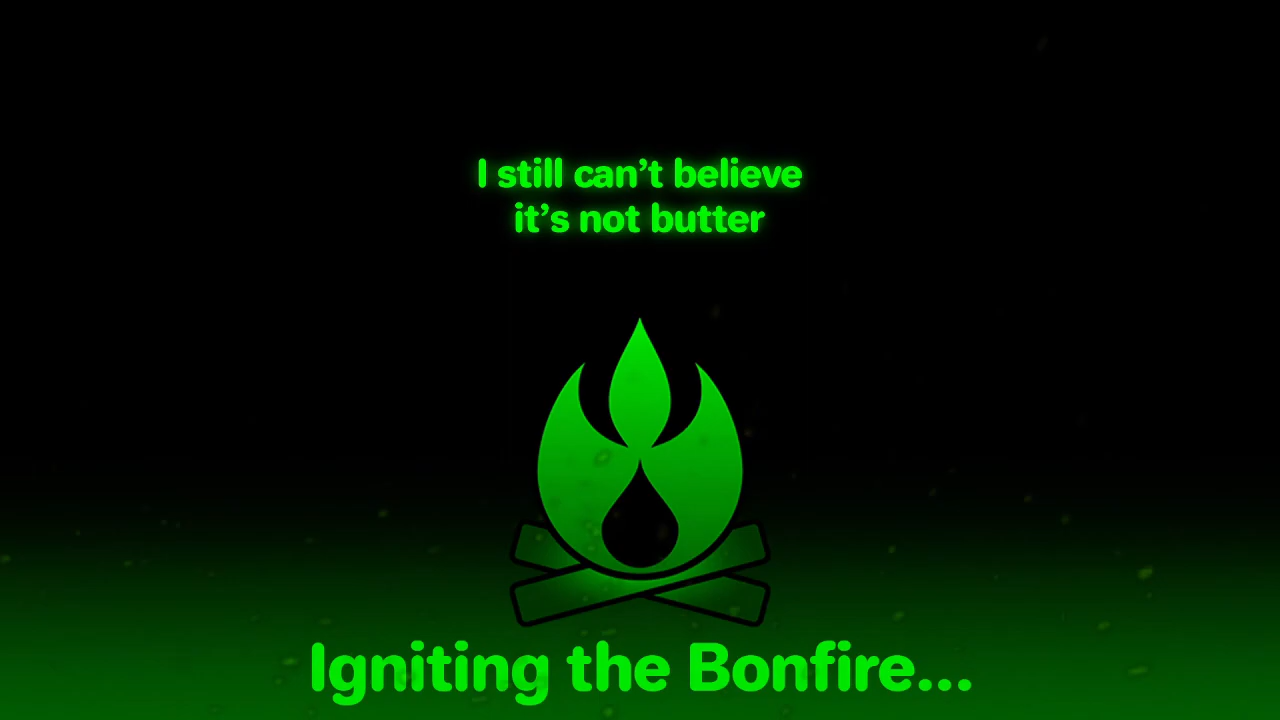 I still can’t believe
it’s not butter
Igniting the Bonfire...